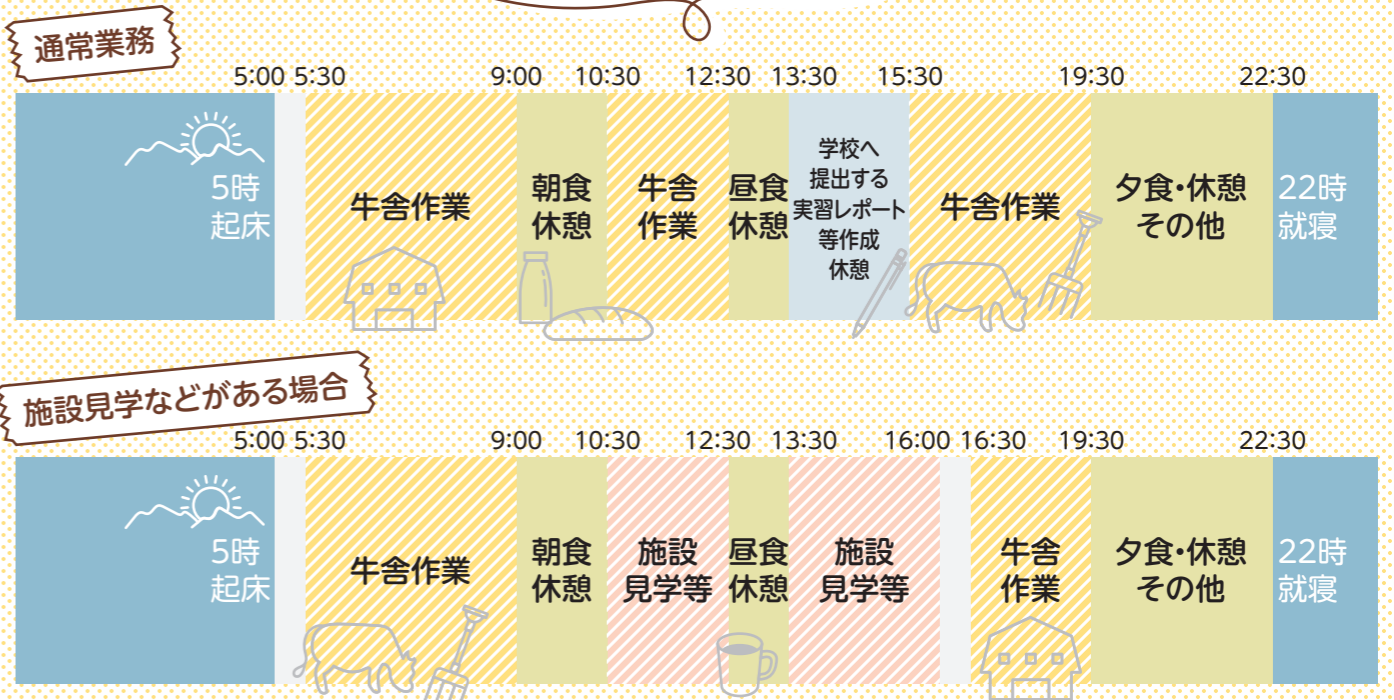 通常業務
5:00 5:30 9:00 10:30 12:30 13:30 15:30 19:30 22:30
5時
起床
牛舎作業
朝食
休憩
牛舎
作業
昼食
休憩
学校へ
提出する
実習レポート
等作成
休憩
牛舎作業
夕食・休憩
その他
22時
就寝
施設見学などがある場合
5:00 5:30 9:00 10:30 12:30 13:30 16:00 16:30 19:30 22:30
5時
起床
牛舎作業
朝食
休憩
施設
見学等
昼食
休憩
施設
見学等
牛舎
作業
夕食・休憩
その他
22時
就寝